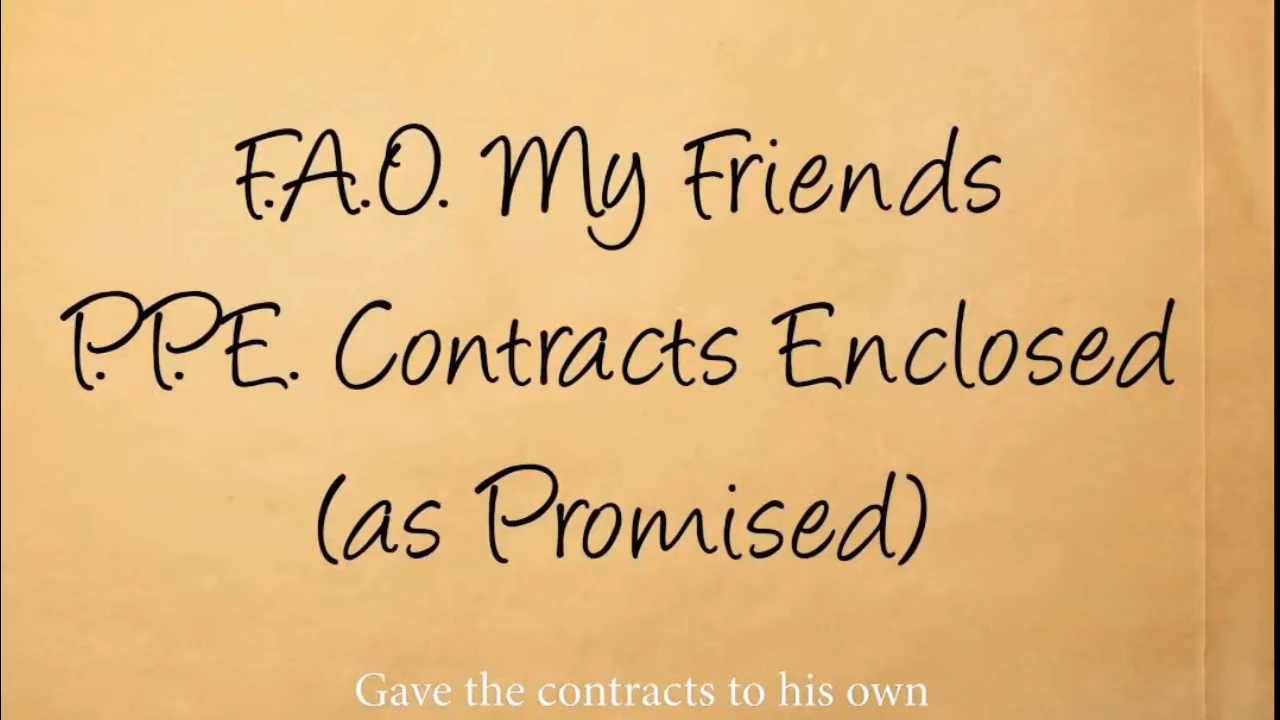 F.A.O. My Friends
P.P.E. Contracts Enclosed
(as Promised)
Gave the contracts to his own